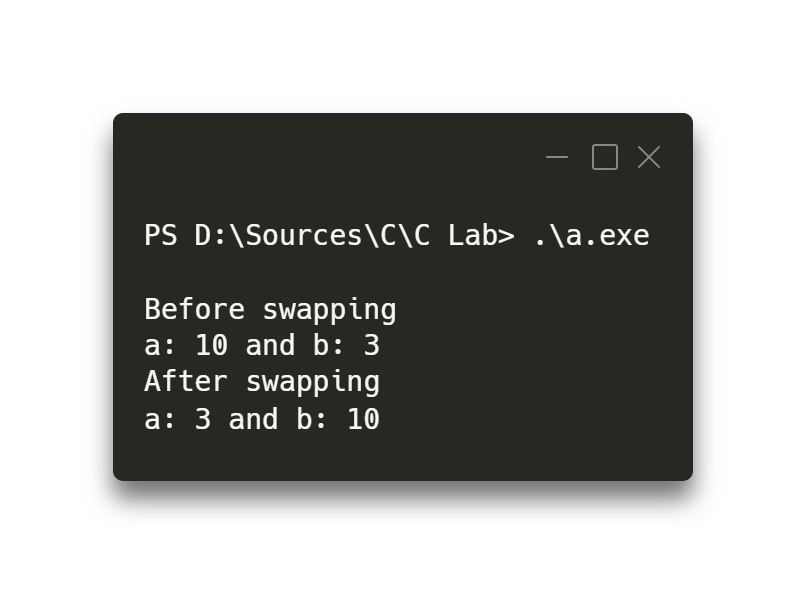 PS D:\Sources\C\C Lab> .\a.exe
Before swapping
a: 10 and b: 3
After swapping
a: 3 and b: 10